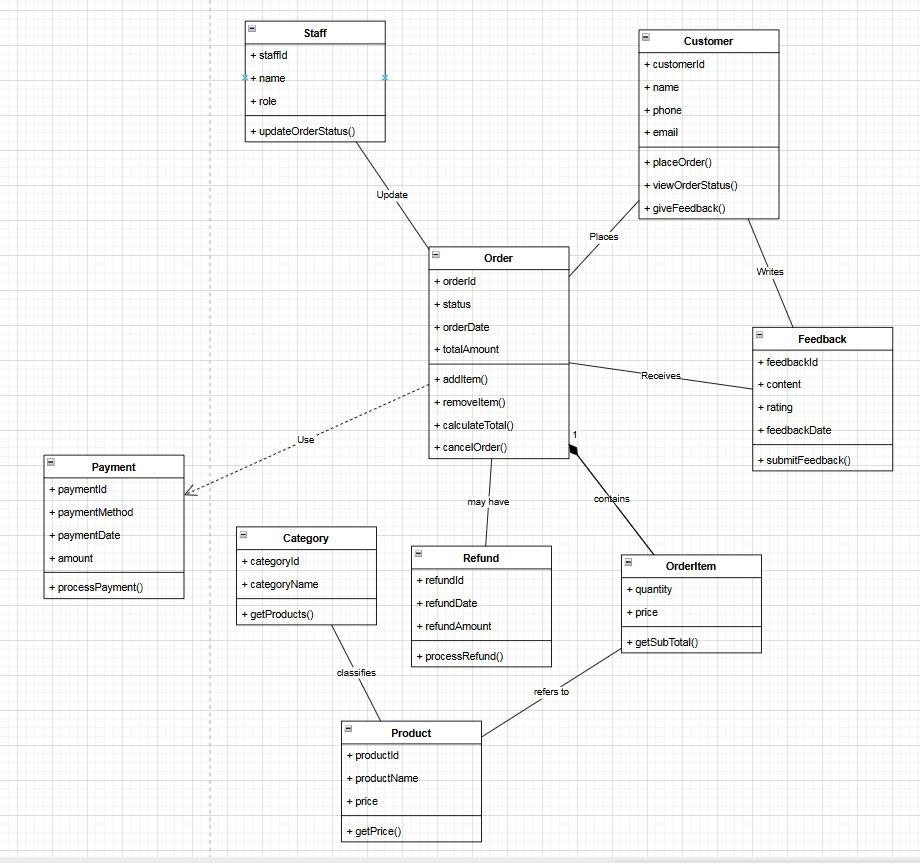 Staff
+ staffId
+ name
+ role
+ updateOrderStatus()
Customer
+ customerId
+ name
+ phone
+ email
+ placeOrder()
+ viewOrderStatus()
+ giveFeedback()
Update
Places
Writes
Order
+ orderId
+ status
+ orderDate
+ totalAmount
+ addItem()
+ removeItem()
+ calculateTotal()
+ cancelOrder()
Receives
Feedback
+ feedbackId
+ content
+ rating
+ feedbackDate
+ submitFeedback()
Use
1
contains
may have
Payment
+ paymentId
+ paymentMethod
+ paymentDate
+ amount
+ processPayment()
Category
+ categoryId
+ categoryName
+ getProducts()
Refund
+ refundId
+ refundDate
+ refundAmount
+ processRefund()
OrderItem
+ quantity
+ price
+ getSubTotal()
classifies
refers to
Product
+ productId
+ productName
+ price
+ getPrice()